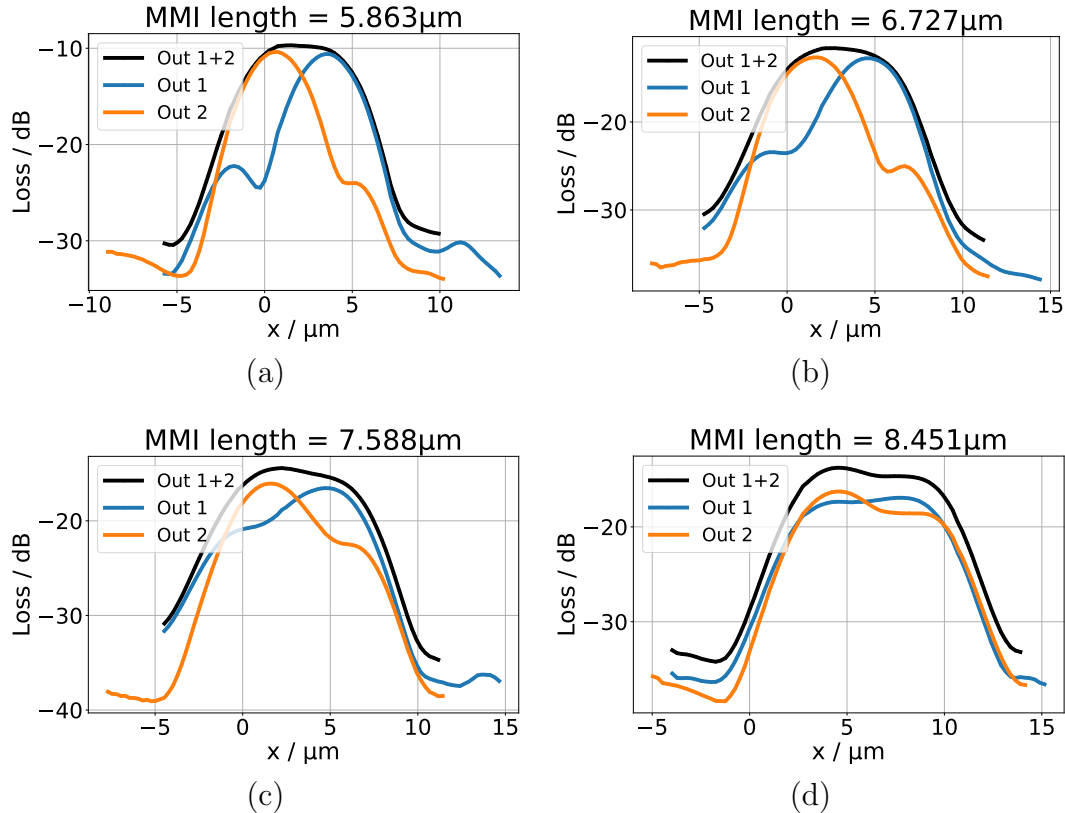 MMI length = 5.863μm
Loss / dB
−10
−20
−30
Out 1+2
Out 1
Out 2
−10 −5 0 5 10
x / μm
(a)
MMI length = 6.727μm
Loss / dB
−20
−30
Out 1+2
Out 1
Out 2
−5 0 5 10 15
x / μm
(b)
MMI length = 7.588μm
Loss / dB
−20
−30
−40
Out 1+2
Out 1
Out 2
−5 0 5 10 15
x / μm
(c)
MMI length = 8.451μm
Loss / dB
−20
−30
Out 1+2
Out 1
Out 2
−5 0 5 10 15
x / μm
(d)